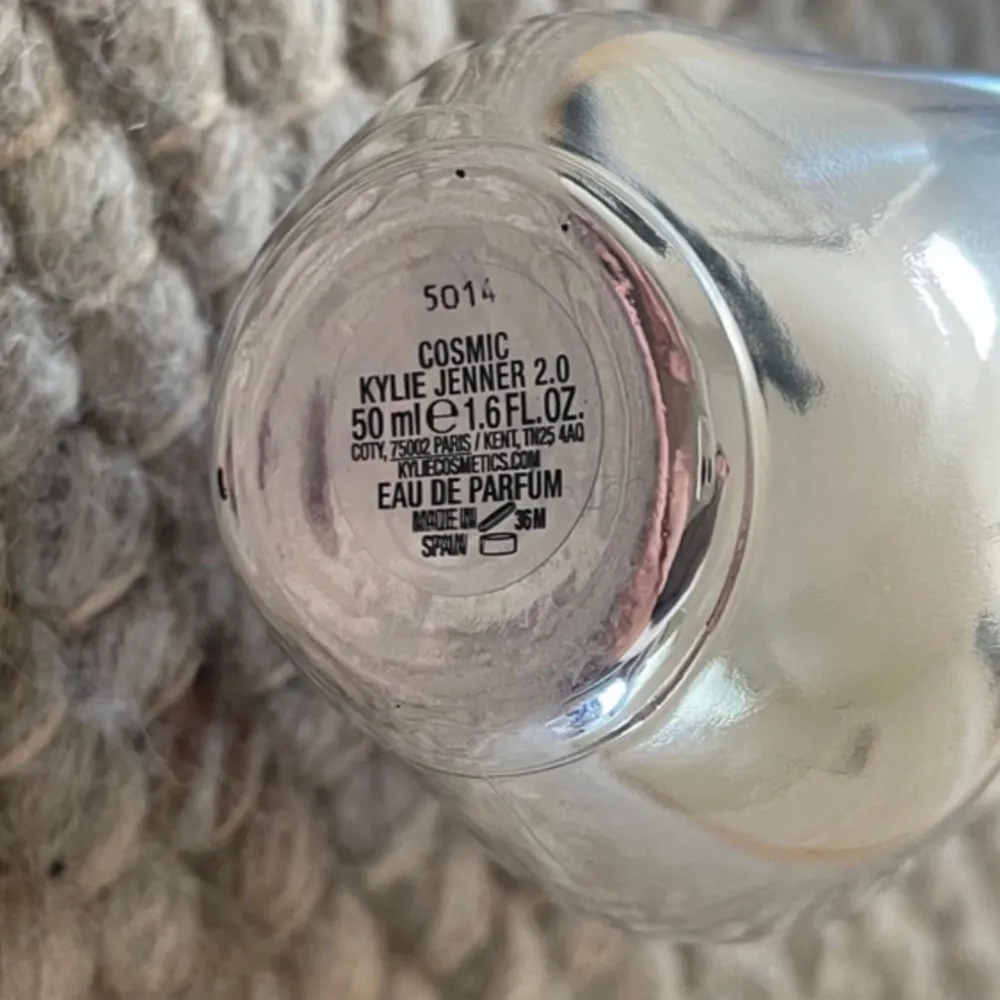 5014
COSMIC
KYLIE JENNER 2.0
50 ml e 1.6 FL. OZ.
COTY, 75002 PARIS / KENT, TN25 4AQ
KYLIECOSMETICS.COM
EAU DE PARFUM
MADE IN 36M
SPAIN